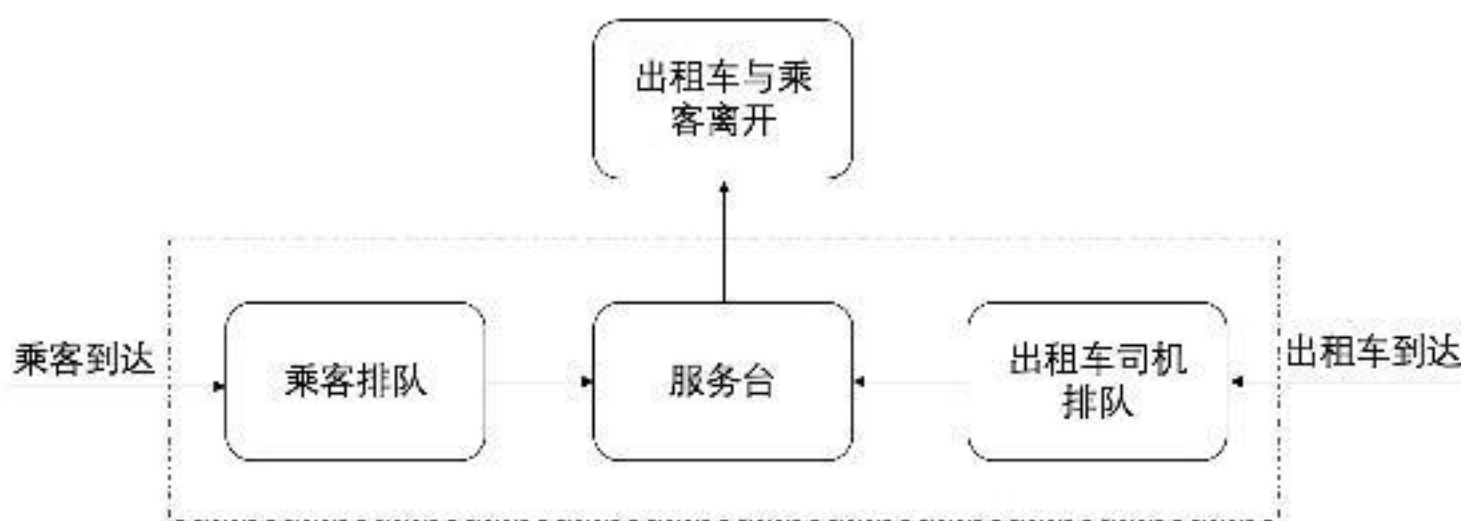 出租车与乘
客离开
乘客到达
乘客排队
服务台
出租车司机
排队
出租车到达